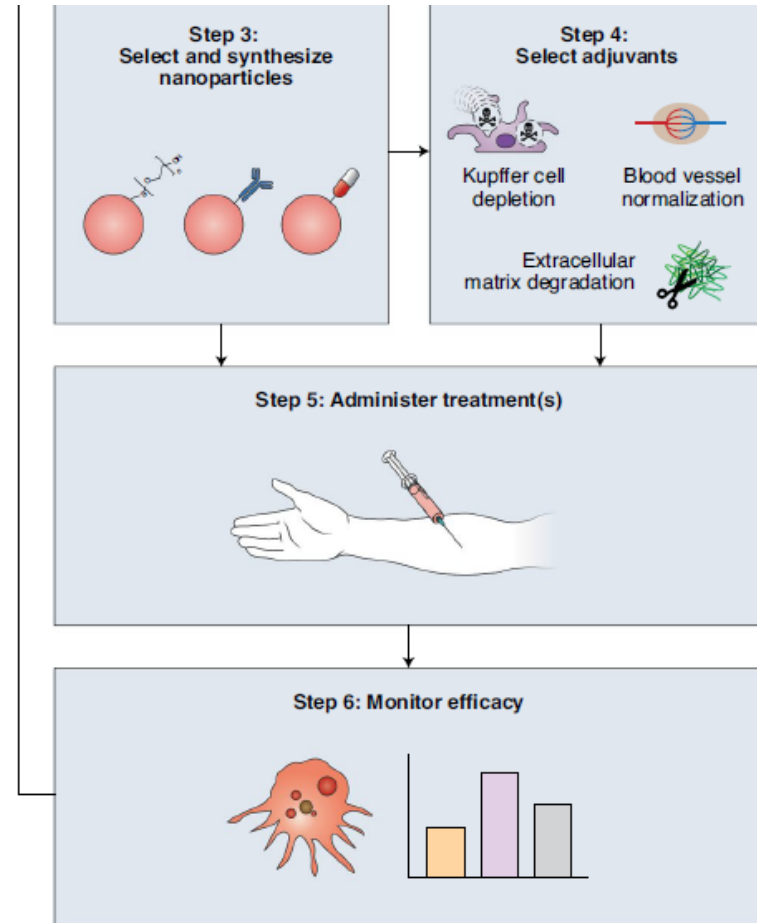 Step 3:
Select and synthesize
nanoparticles
Step 4:
Select adjuvants
Kupffer cell
depletion
Blood vessel
normalization
Extracellular
matrix degradation
Step 5: Administer treatment(s)
Step 6: Monitor efficacy